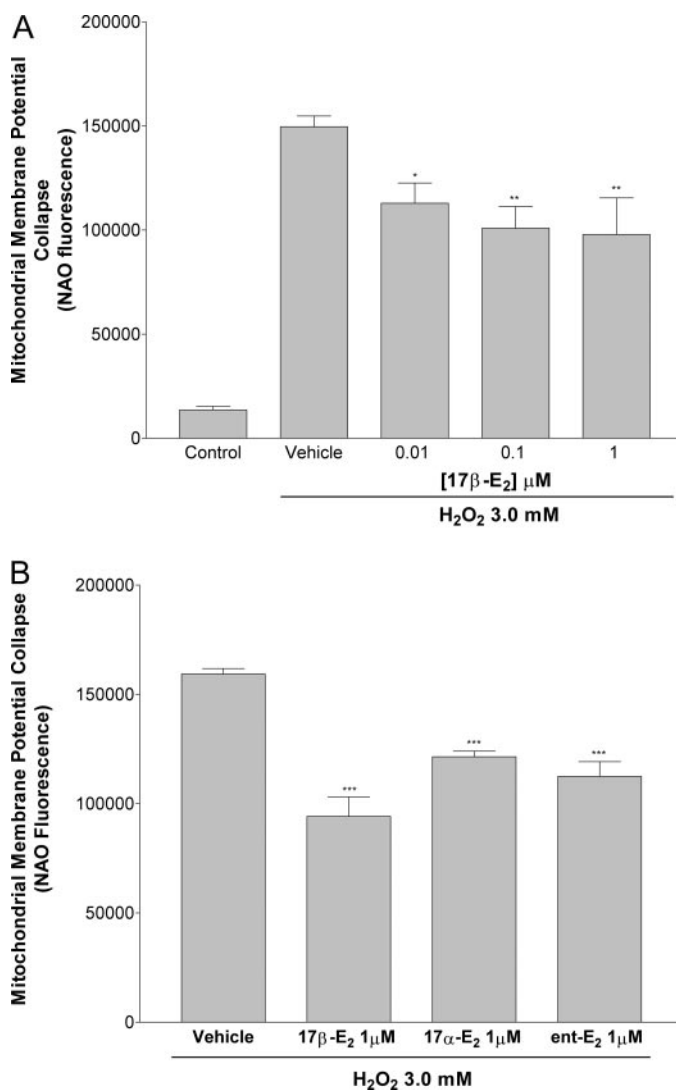 A
Mitochondrial Membrane Potential
Collapse
(NAO fluorescence)
200000
150000
100000
50000
0
*
**
**
Control
Vehicle
0.01
0.1
1
[17β-E₂] μM
H₂O₂ 3.0 mM
B
Mitochondrial Membrane Potential Collapse
(NAO Fluorescence)
200000
150000
100000
50000
0
***
***
***
Vehicle
17β-E₂ 1μM
17α-E₂ 1μM
ent-E₂ 1μM
H₂O₂ 3.0 mM